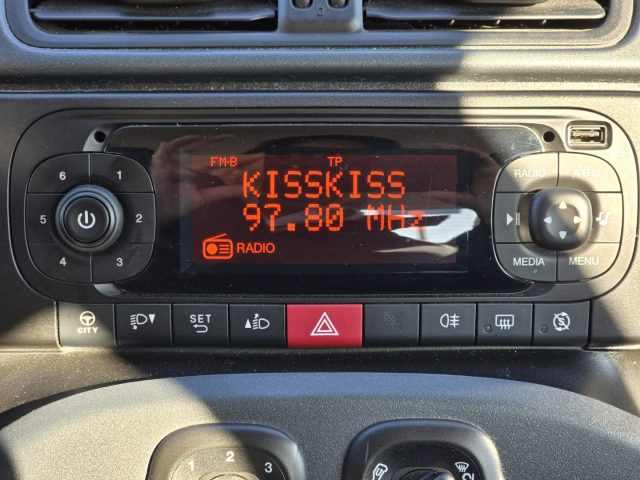 FM-B TP
KISSKISS
97.80 MHz
RADIO
6 1
5 2
4 3
RADIO A-B-C
MEDIA MENU
CITY
SET
1 2 3